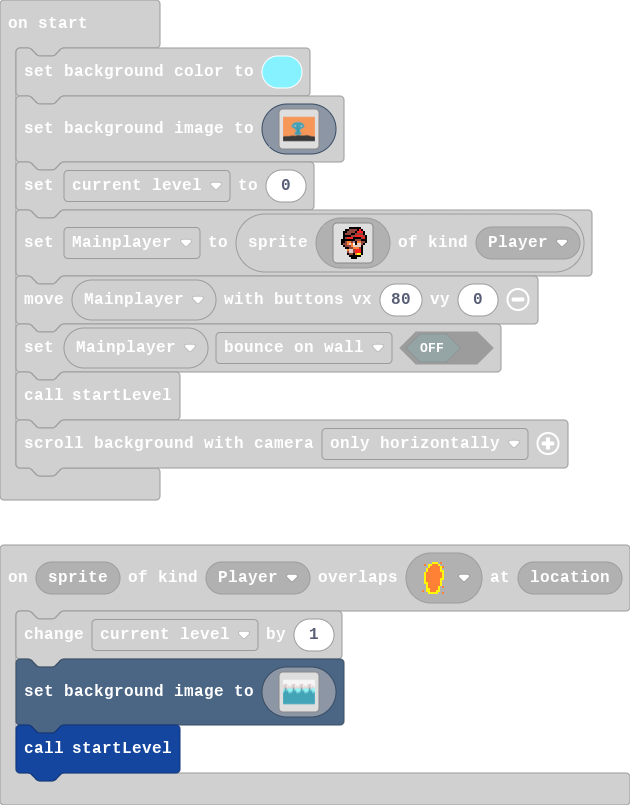 on start
set background color to
set background image to
set current level to 0
set Mainplayer to sprite of kind Player
move Mainplayer with buttons vx 80 vy 0
set Mainplayer bounce on wall OFF
call startLevel
scroll background with camera only horizontally
on sprite of kind Player overlaps at location
change current level by 1
set background image to
call startLevel